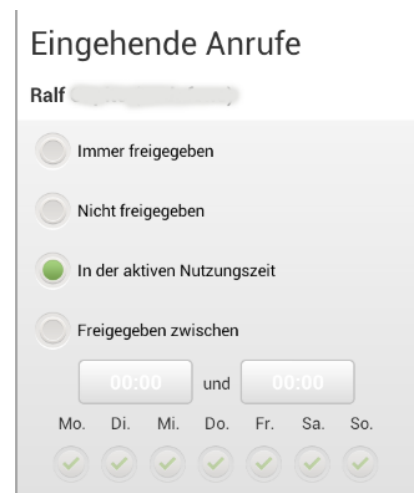 Eingehende Anrufe
Ralf
Immer freigegeben
Nicht freigegeben
In der aktiven Nutzungszeit
Freigegeben zwischen
00:00 und 00:00
Mo. Di. Mi. Do. Fr. Sa. So.